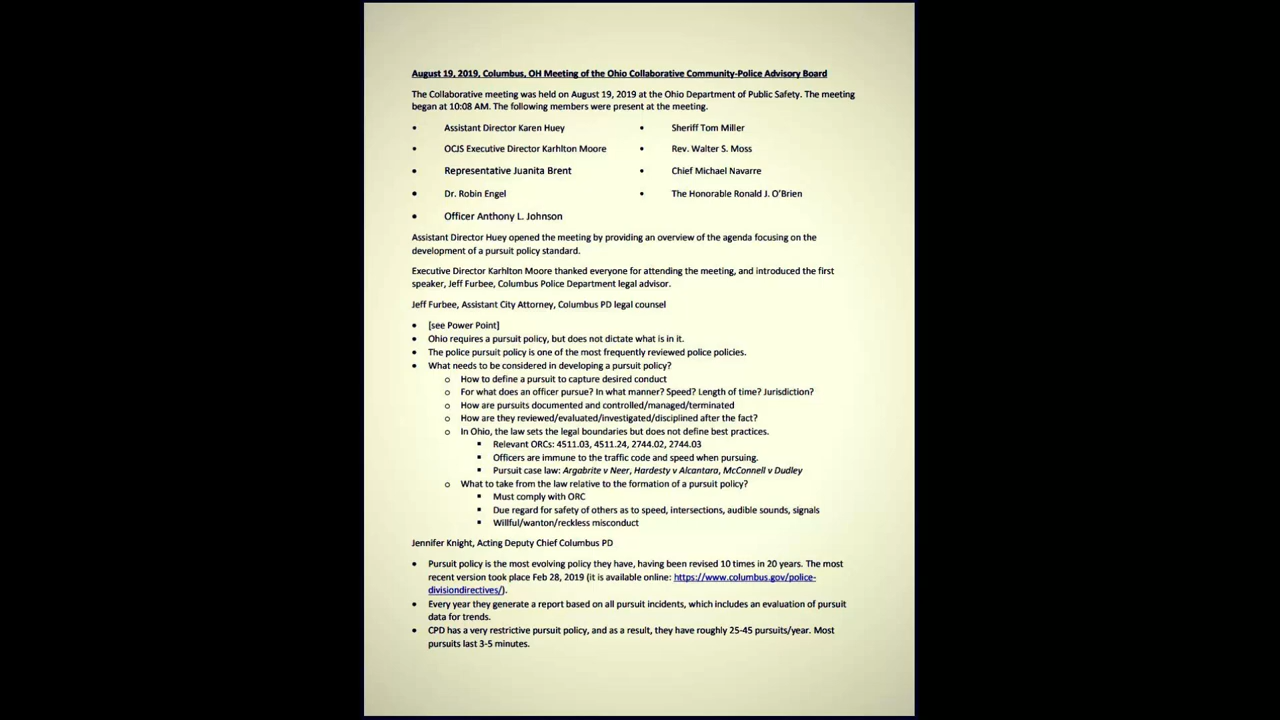 August 19, 2019, Columbus, OH Meeting of the Ohio Collaborative Community-Police Advisory Board
The Collaborative meeting was held on August 19, 2019 at the Ohio Department of Public Safety. The meeting
began at 10:08 AM. The following members were present at the meeting.
• Assistant Director Karen Huey • Sheriff Tom Miller
• OCJS Executive Director Karhlton Moore • Rev. Walter S. Moss
• Representative Juanita Brent • Chief Michael Navarre
• Dr. Robin Engel • The Honorable Ronald J. O'Brien
• Officer Anthony L. Johnson
Assistant Director Huey opened the meeting by providing an overview of the agenda focusing on the
development of a pursuit policy standard.
Executive Director Karhlton Moore thanked everyone for attending the meeting, and introduced the first
speaker, Jeff Furbee, Columbus Police Department legal advisor.
Jeff Furbee, Assistant City Attorney, Columbus PD legal counsel
• [see Power Point]
• Ohio requires a pursuit policy, but does not dictate what is in it.
• The police pursuit policy is one of the most frequently reviewed police policies.
• What needs to be considered in developing a pursuit policy?
o How to define a pursuit to capture desired conduct
o For what does an officer pursue? In what manner? Speed? Length of time? Jurisdiction?
o How are pursuits documented and controlled/managed/terminated
o How are they reviewed/evaluated/investigated/disciplined after the fact?
o In Ohio, the law sets the legal boundaries but does not define best practices.
▪ Relevant ORCs: 4511.03, 4511.24, 2744.02, 2744.03
▪ Officers are immune to the traffic code and speed when pursuing.
▪ Pursuit case law: Argabrite v Neer, Hardesty v Alcantara, McConnell v Dudley
o What to take from the law relative to the formation of a pursuit policy?
▪ Must comply with ORC
▪ Due regard for safety of others as to speed, intersections, audible sounds, signals
▪ Willful/wanton/reckless misconduct
Jennifer Knight, Acting Deputy Chief Columbus PD
• Pursuit policy is the most evolving policy they have, having been revised 10 times in 20 years. The most
recent version took place Feb 28, 2019 (it is available online: https://www.columbus.gov/police-
divisiondirectives/).
• Every year they generate a report based on all pursuit incidents, which includes an evaluation of pursuit
data for trends.
• CPD has a very restrictive pursuit policy, and as a result, they have roughly 25-45 pursuits/year. Most
pursuits last 3-5 minutes.